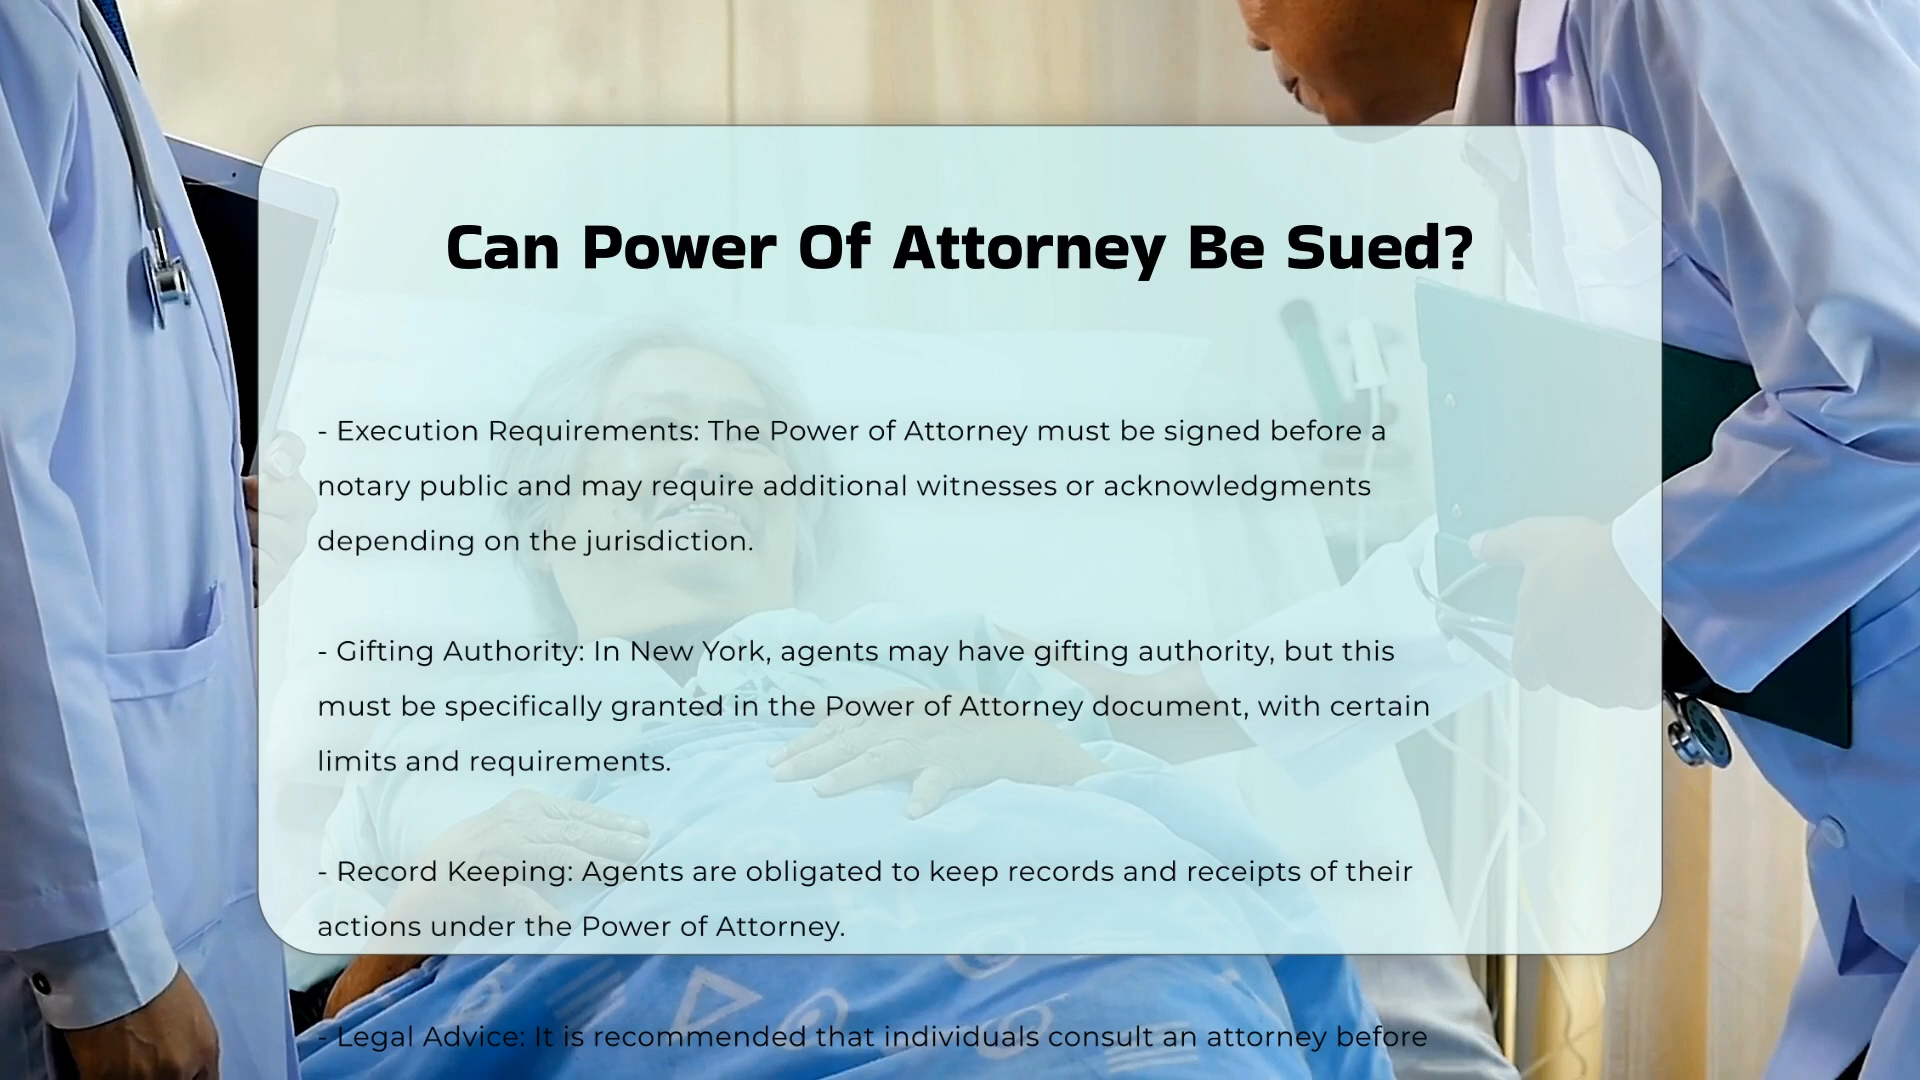 Can Power Of Attorney Be Sued?
- Execution Requirements: The Power of Attorney must be signed before a
notary public and may require additional witnesses or acknowledgments
depending on the jurisdiction.
- Gifting Authority: In New York, agents may have gifting authority, but this
must be specifically granted in the Power of Attorney document, with certain
limits and requirements.
- Record Keeping: Agents are obligated to keep records and receipts of their
actions under the Power of Attorney.
- Legal Advice: It is recommended that individuals consult an attorney before